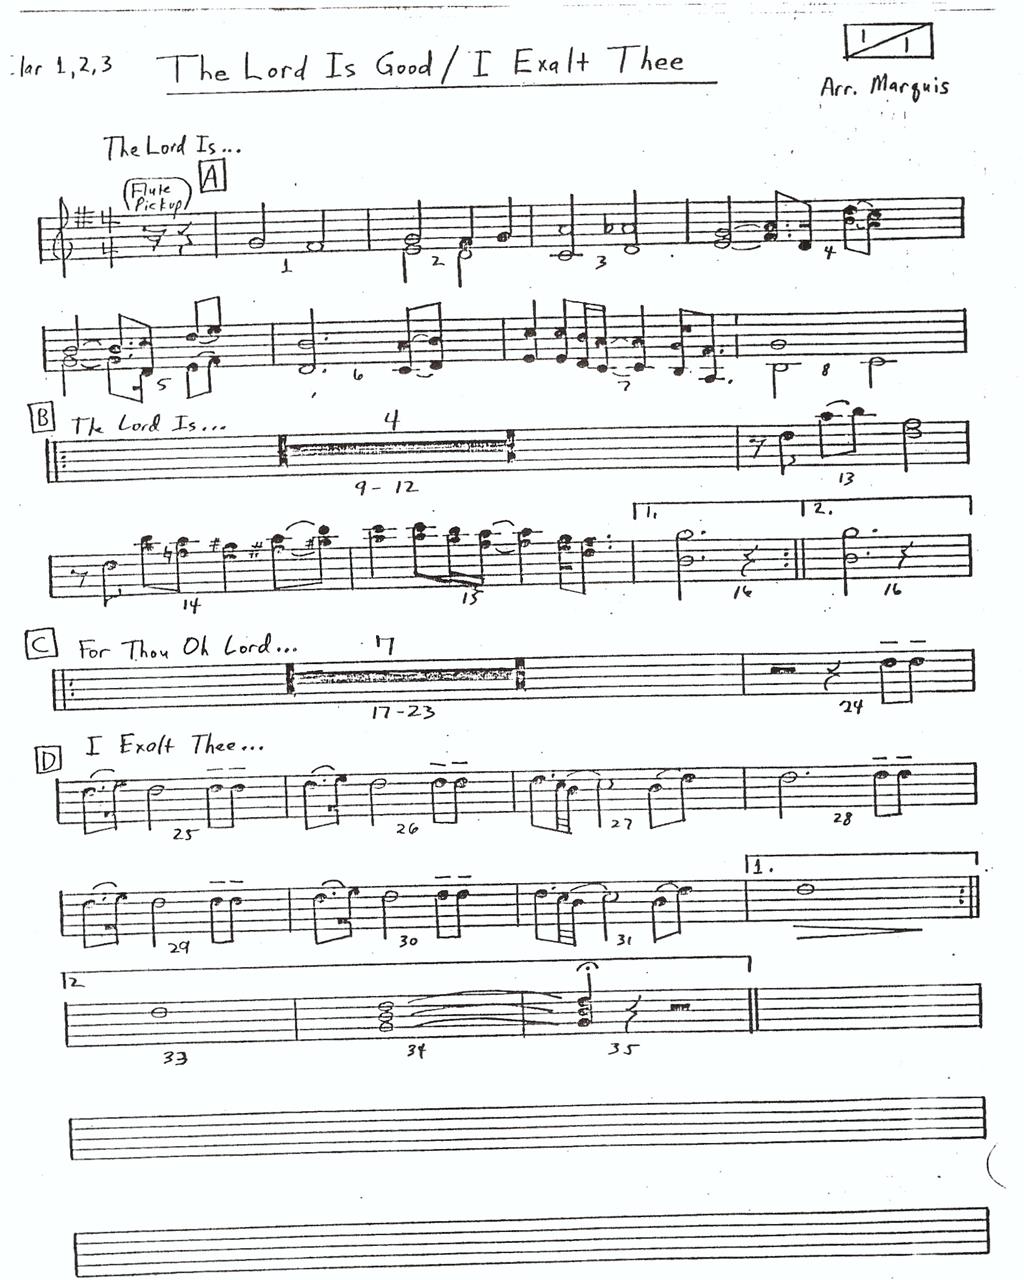 lar 1,2,3 The Lord Is Good / I Exalt Thee 1/1
Arr. Marquis
The Lord Is...
(Flute Pickup) A
4
4
1 2 3 4
5 6 7 8
B The Lord Is... 4
9 - 12 13
1. 2.
14 15 16 16
C For Thou Oh Lord... 7
17-23 24
D I Exalt Thee...
25 26 27 28
1.
29 30 31
2
33 34 35